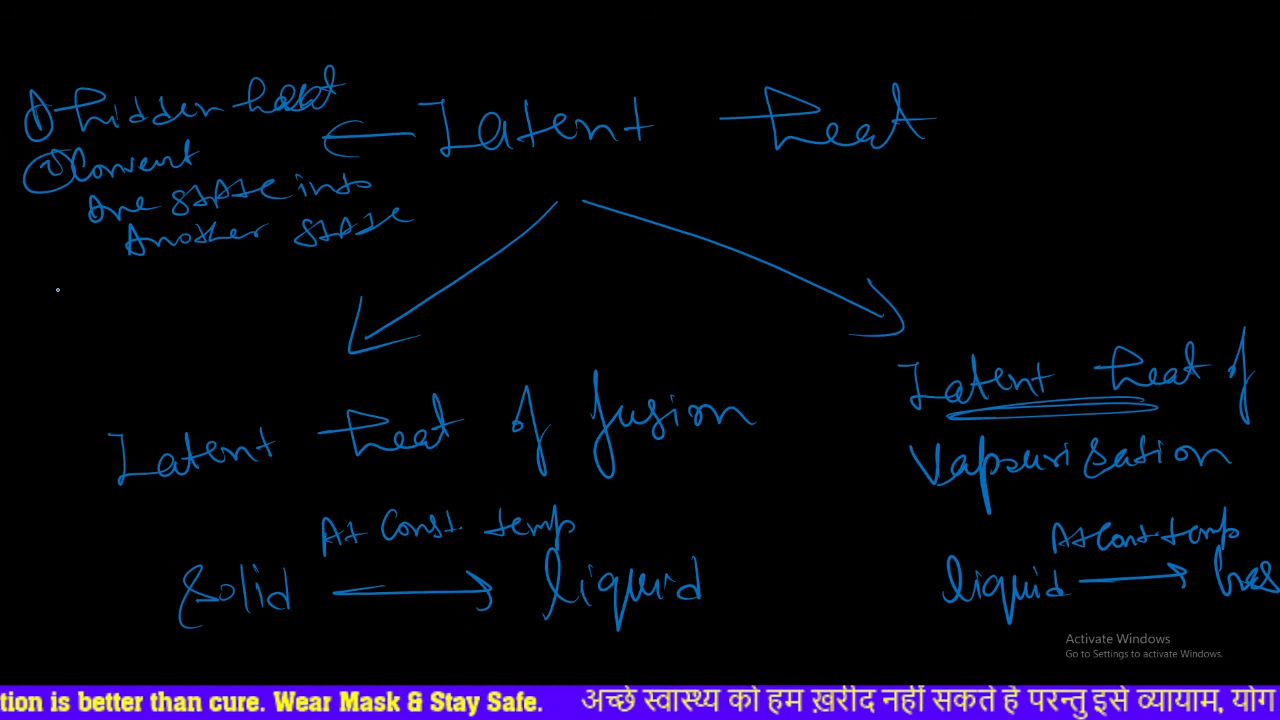 ① Hidden heat
② Convert
one state into
Another state
Latent Heat
Latent Heat of fusion
At Const. temp
Solid → liquid
Latent Heat of
Vapourisation
At Const. temp
liquid → Gas
Activate Windows
Go to Settings to activate Windows.
tion is better than cure. Wear Mask & Stay Safe. अच्छे स्वास्थ्य को हम ख़रीद नहीं सकते है परन्तु इसे व्यायाम, योग